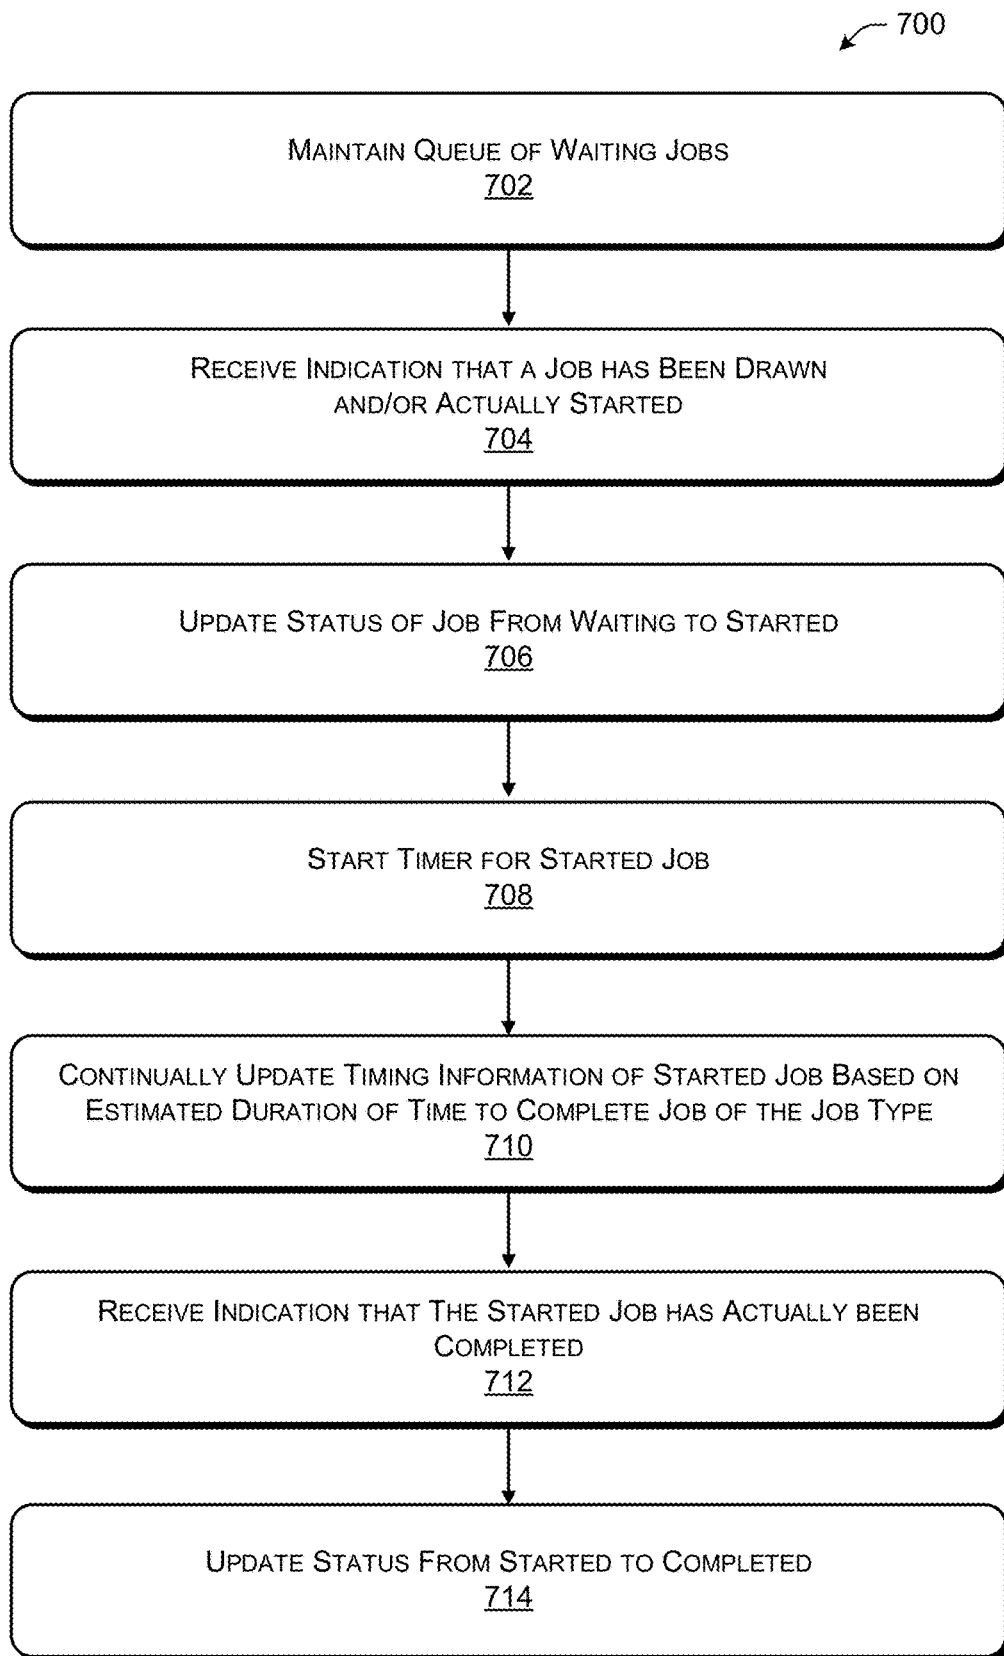 700
Maintain Queue of Waiting Jobs
702
Receive Indication that a Job has Been Drawn
and/or Actually Started
704
Update Status of Job From Waiting to Started
706
Start Timer for Started Job
708
Continually Update Timing Information of Started Job Based on
Estimated Duration of Time to Complete Job of the Job Type
710
Receive Indication that The Started Job has Actually been
Completed
712
Update Status From Started to Completed
714